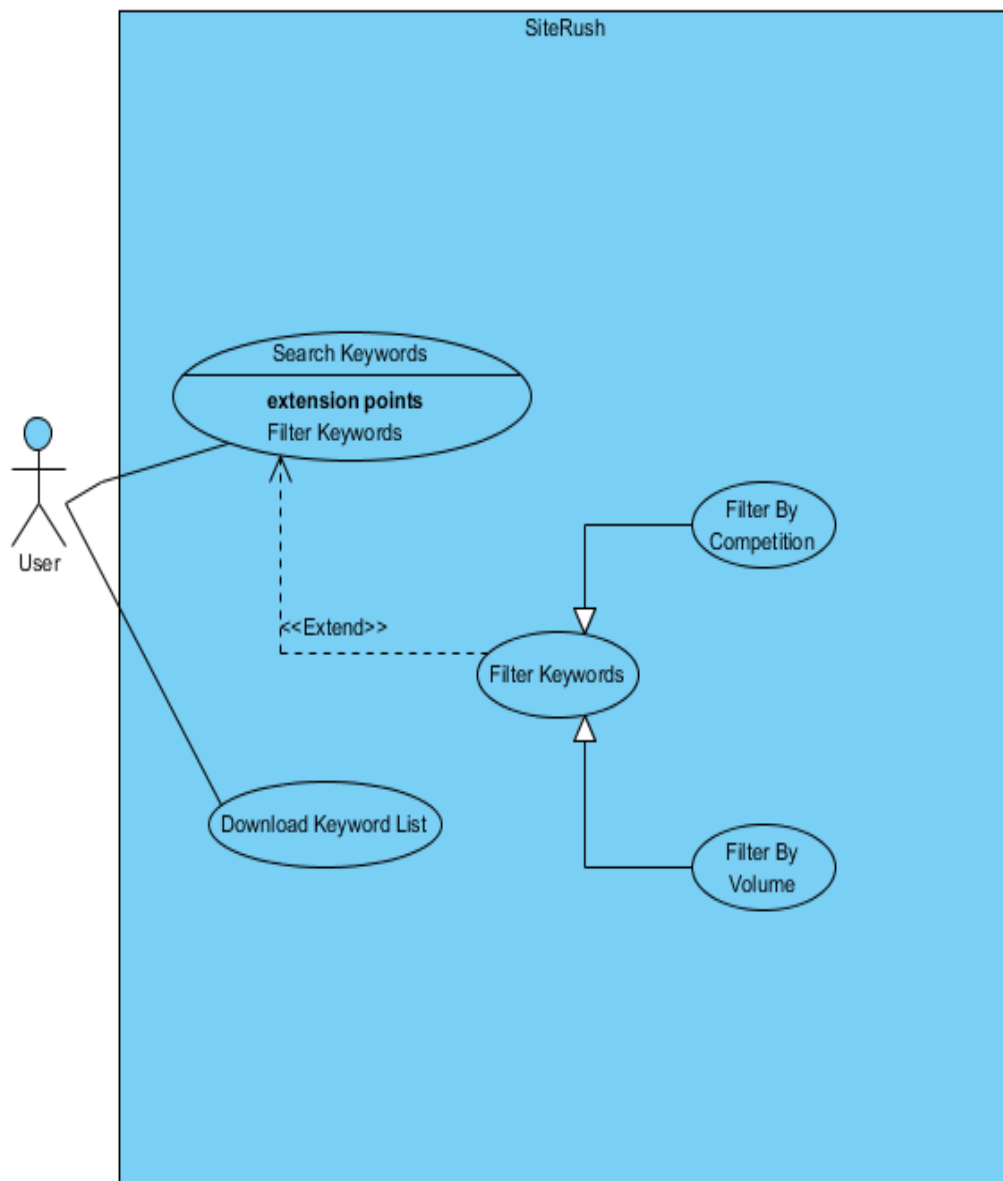 SiteRush
Search Keywords
extension points
Filter Keywords
User
Filter By
Competition
<<Extend>>
Filter Keywords
Download Keyword List
Filter By
Volume